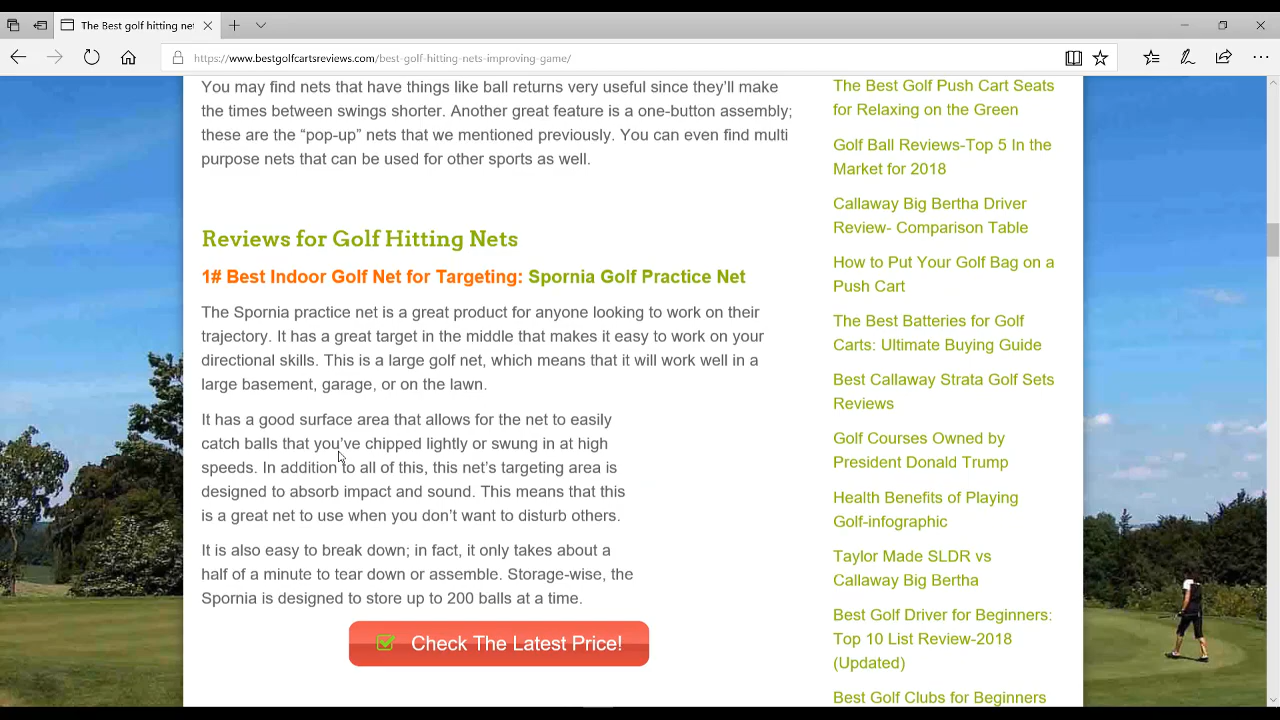 The Best golf hitting net
https://www.bestgolfcartsreviews.com/best-golf-hitting-nets-improving-game/
You may find nets that have things like ball returns very useful since they'll make
the times between swings shorter. Another great feature is a one-button assembly;
these are the “pop-up” nets that we mentioned previously. You can even find multi
purpose nets that can be used for other sports as well.
Reviews for Golf Hitting Nets
1# Best Indoor Golf Net for Targeting: Spornia Golf Practice Net
The Spornia practice net is a great product for anyone looking to work on their
trajectory. It has a great target in the middle that makes it easy to work on your
directional skills. This is a large golf net, which means that it will work well in a
large basement, garage, or on the lawn.
It has a good surface area that allows for the net to easily
catch balls that you’ve chipped lightly or swung in at high
speeds. In addition to all of this, this net’s targeting area is
designed to absorb impact and sound. This means that this
is a great net to use when you don’t want to disturb others.
It is also easy to break down; in fact, it only takes about a
half of a minute to tear down or assemble. Storage-wise, the
Spornia is designed to store up to 200 balls at a time.
Check The Latest Price!
The Best Golf Push Cart Seats
for Relaxing on the Green
Golf Ball Reviews-Top 5 In the
Market for 2018
Callaway Big Bertha Driver
Review- Comparison Table
How to Put Your Golf Bag on a
Push Cart
The Best Batteries for Golf
Carts: Ultimate Buying Guide
Best Callaway Strata Golf Sets
Reviews
Golf Courses Owned by
President Donald Trump
Health Benefits of Playing
Golf-infographic
Taylor Made SLDR vs
Callaway Big Bertha
Best Golf Driver for Beginners:
Top 10 List Review-2018
(Updated)
Best Golf Clubs for Beginners